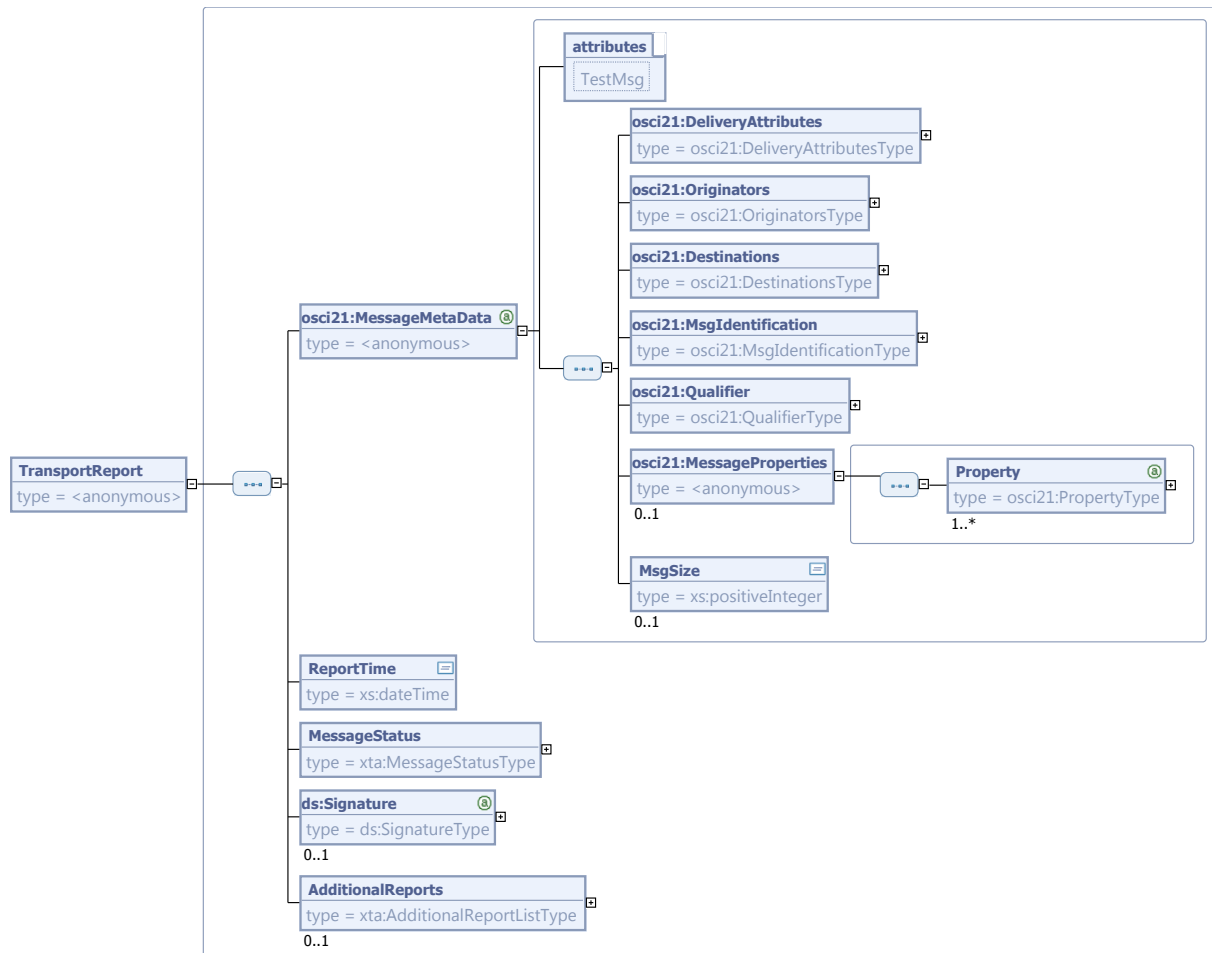 attributes
TestMsg
osci21:DeliveryAttributes
type = osci21:DeliveryAttributesType
osci21:Originators
type = osci21:OriginatorsType
osci21:Destinations
type = osci21:DestinationsType
osci21:MessageMetaData
type = <anonymous>
osci21:MsgIdentification
type = osci21:MsgIdentificationType
osci21:Qualifier
type = osci21:QualifierType
TransportReport
type = <anonymous>
osci21:MessageProperties
type = <anonymous>
0..1
Property
type = osci21:PropertyType
1..*
MsgSize
type = xs:positiveInteger
0..1
ReportTime
type = xs:dateTime
MessageStatus
type = xta:MessageStatusType
ds:Signature
type = ds:SignatureType
0..1
AdditionalReports
type = xta:AdditionalReportListType
0..1